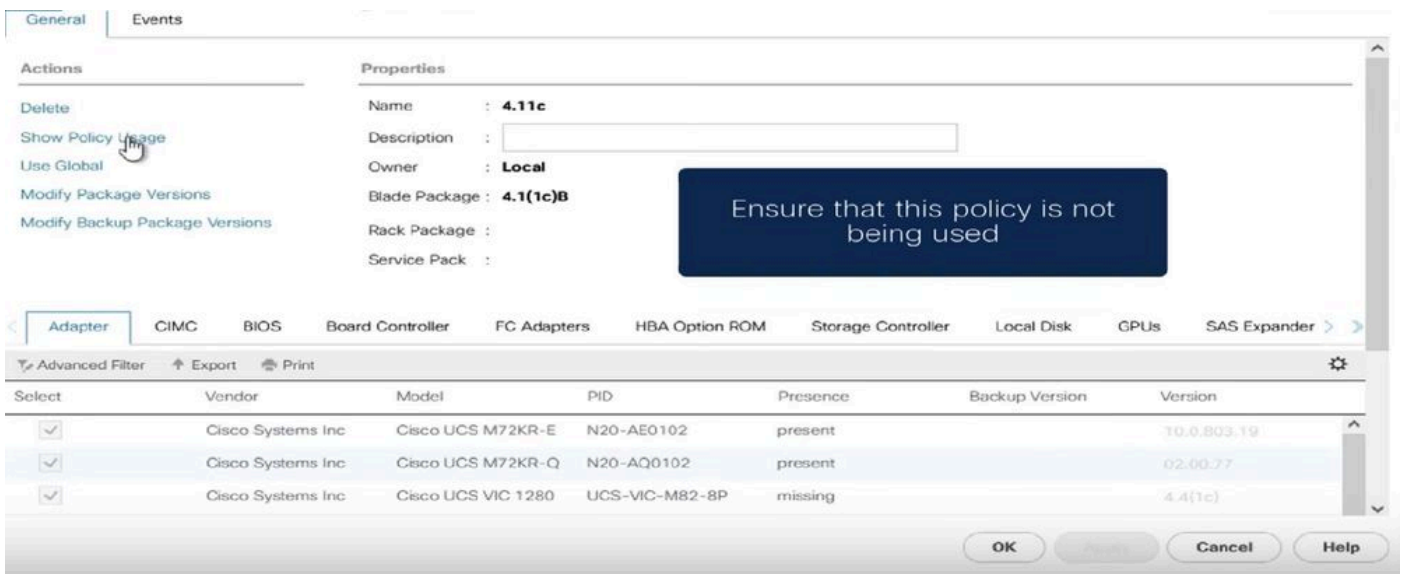 General Events
Actions
Properties
Delete
Name : 4.11c
Show Policy Usage
Description :
Use Global
Owner : Local
Modify Package Versions
Blade Package : 4.1(1c)B
Modify Backup Package Versions
Rack Package :
Service Pack :
Ensure that this policy is not
being used
Adapter CIMC BIOS Board Controller FC Adapters HBA Option ROM Storage Controller Local Disk GPUs SAS Expander
Advanced Filter Export Print
Select Vendor Model PID Presence Backup Version Version
Cisco Systems Inc Cisco UCS M72KR-E N20-AE0102 present 10.0.803.19
Cisco Systems Inc Cisco UCS M72KR-Q N20-AQ0102 present 02.00.77
Cisco Systems Inc Cisco UCS VIC 1280 UCS-VIC-M82-8P missing 4.4(1c)
OK Apply Cancel Help